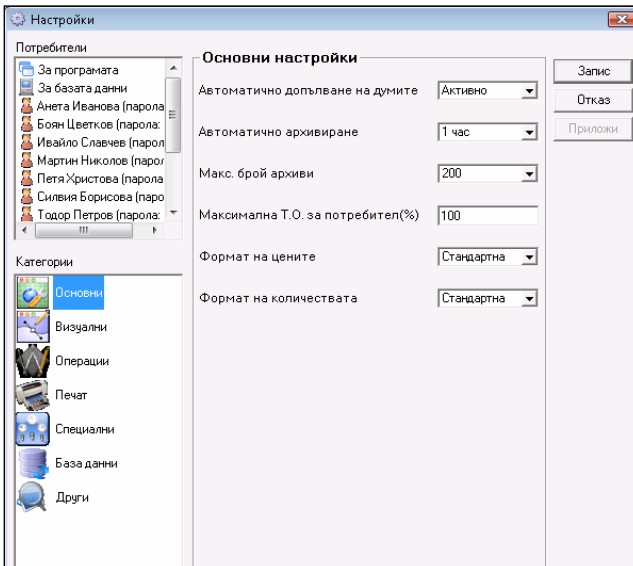 Настройки
Потребители
За програмата
За базата данни
Анета Иванова (парола
Боян Цветков (парола:
Ивайло Славчев (парол
Мартин Николов (парол
Петя Христова (парола
Силвия Борисова (паро
Тодор Петров (парола:
Категории
Основни
Визуални
Операции
Печат
Специални
База данни
Други
Основни настройки
Автоматично допълване на думите Активно
Автоматично архивиране 1 час
Макс. брой архиви 200
Максимална Т.О. за потребител(%) 100
Формат на цените Стандартна
Формат на количествата Стандартна
Запис
Отказ
Приложи